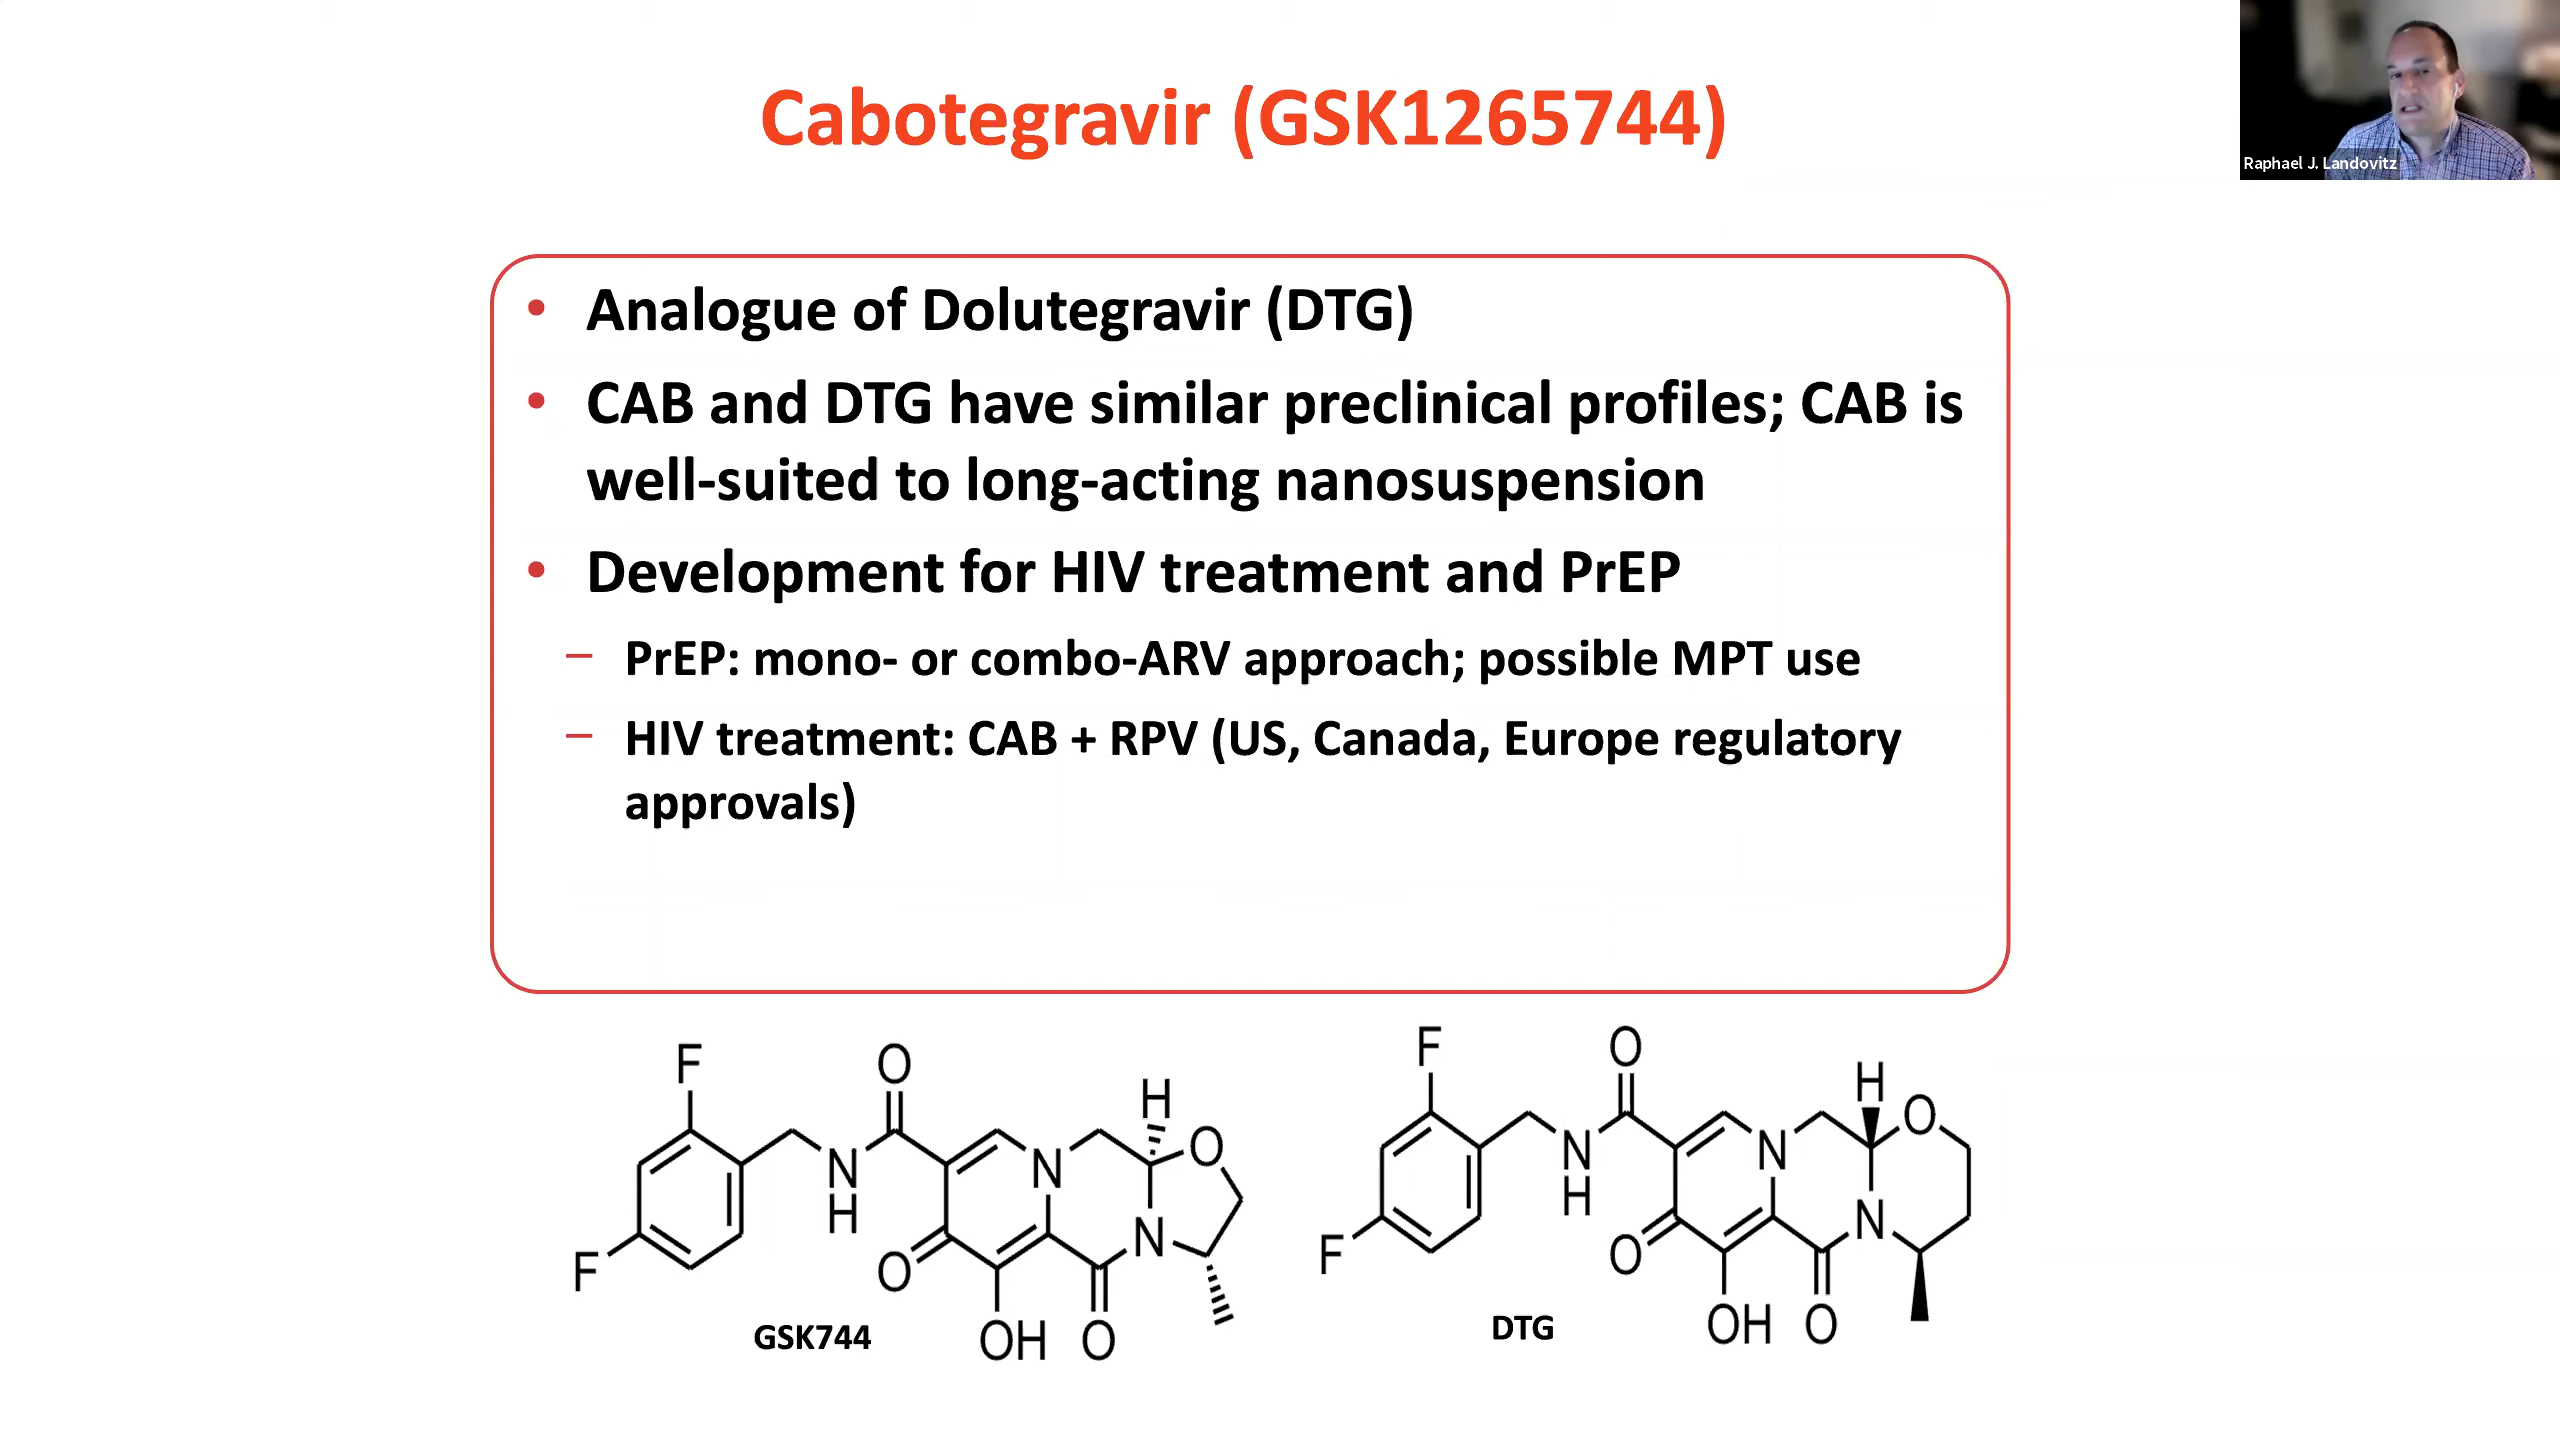 Cabotegravir (GSK1265744)
Raphael J. Landovitz
• Analogue of Dolutegravir (DTG)
• CAB and DTG have similar preclinical profiles; CAB is
well-suited to long-acting nanosuspension
• Development for HIV treatment and PrEP
– PrEP: mono- or combo-ARV approach; possible MPT use
– HIV treatment: CAB + RPV (US, Canada, Europe regulatory
approvals)
F
O
H
O
N
H
N
N
F
O
OH
O
GSK744
F
O
H
O
N
H
N
N
F
O
OH
O
DTG